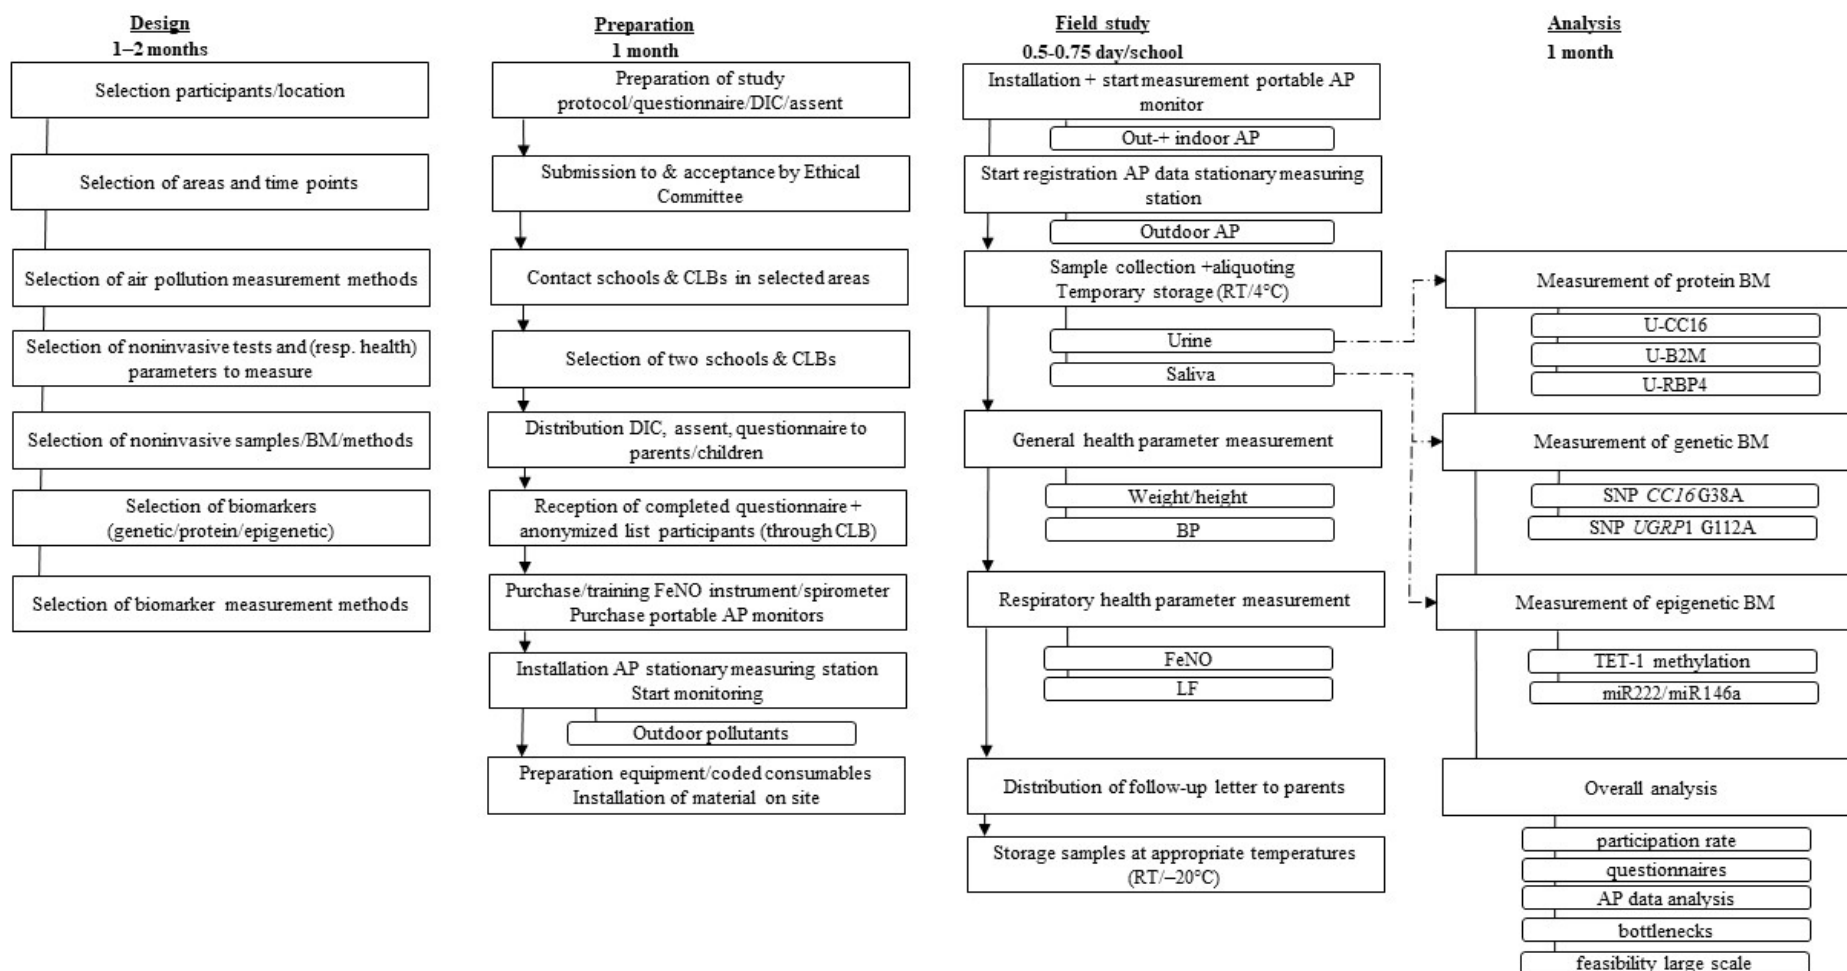 Design
1–2 months
Selection participants/location
Selection of areas and time points
Selection of air pollution measurement methods
Selection of noninvasive tests and (resp. health)
parameters to measure
Selection of noninvasive samples/BM/methods
Selection of biomarkers
(genetic/protein/epigenetic)
Selection of biomarker measurement methods
Preparation
1 month
Preparation of study
protocol/questionnaire/DIC/assent
Submission to & acceptance by Ethical
Committee
Contact schools & CLBs in selected areas
Selection of two schools & CLBs
Distribution DIC, assent, questionnaire to
parents/children
Reception of completed questionnaire +
anonymized list participants (through CLB)
Purchase/training FeNO instrument/spirometer
Purchase portable AP monitors
Installation AP stationary measuring station
Start monitoring
Outdoor pollutants
Preparation equipment/coded consumables
Installation of material on site
Field study
0.5-0.75 day/school
Installation + start measurement portable AP
monitor
Out-+ indoor AP
Start registration AP data stationary measuring
station
Outdoor AP
Sample collection +aliquoting
Temporary storage (RT/4°C)
Urine
Saliva
General health parameter measurement
Weight/height
BP
Respiratory health parameter measurement
FeNO
LF
Distribution of follow-up letter to parents
Storage samples at appropriate temperatures
(RT/–20°C)
Analysis
1 month
Measurement of protein BM
U-CC16
U-B2M
U-RBP4
Measurement of genetic BM
SNP CC16 G38A
SNP UGRP1 G112A
Measurement of epigenetic BM
TET-1 methylation
miR222/miR146a
Overall analysis
participation rate
questionnaires
AP data analysis
bottlenecks
feasibility large scale